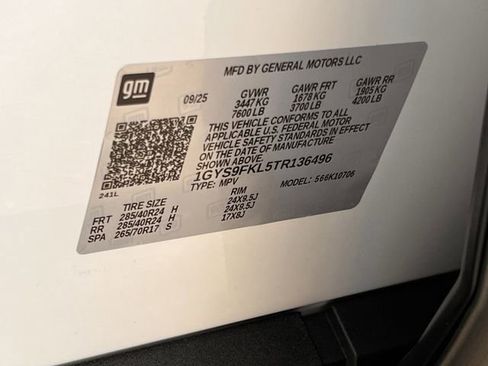 gm
MFD BY GENERAL MOTORS LLC
09/25 GVWR GAWR FRT GAWR RR
3447 KG 1678 KG 1905 KG
7600 LB 3700 LB 4200 LB
THIS VEHICLE CONFORMS TO ALL
APPLICABLE U.S. FEDERAL MOTOR
VEHICLE SAFETY STANDARDS IN EFFECT
ON THE DATE OF MANUFACTURE
SHOWN ABOVE.
1GYS9FKL5TR136496
TYPE: MPV MODEL: 566K10706
241L
TIRE SIZE RIM
FRT 285/40R24 H 24X9.5J
RR 285/40R24 H 24X9.5J
SPA 265/70R17 S 17X8J